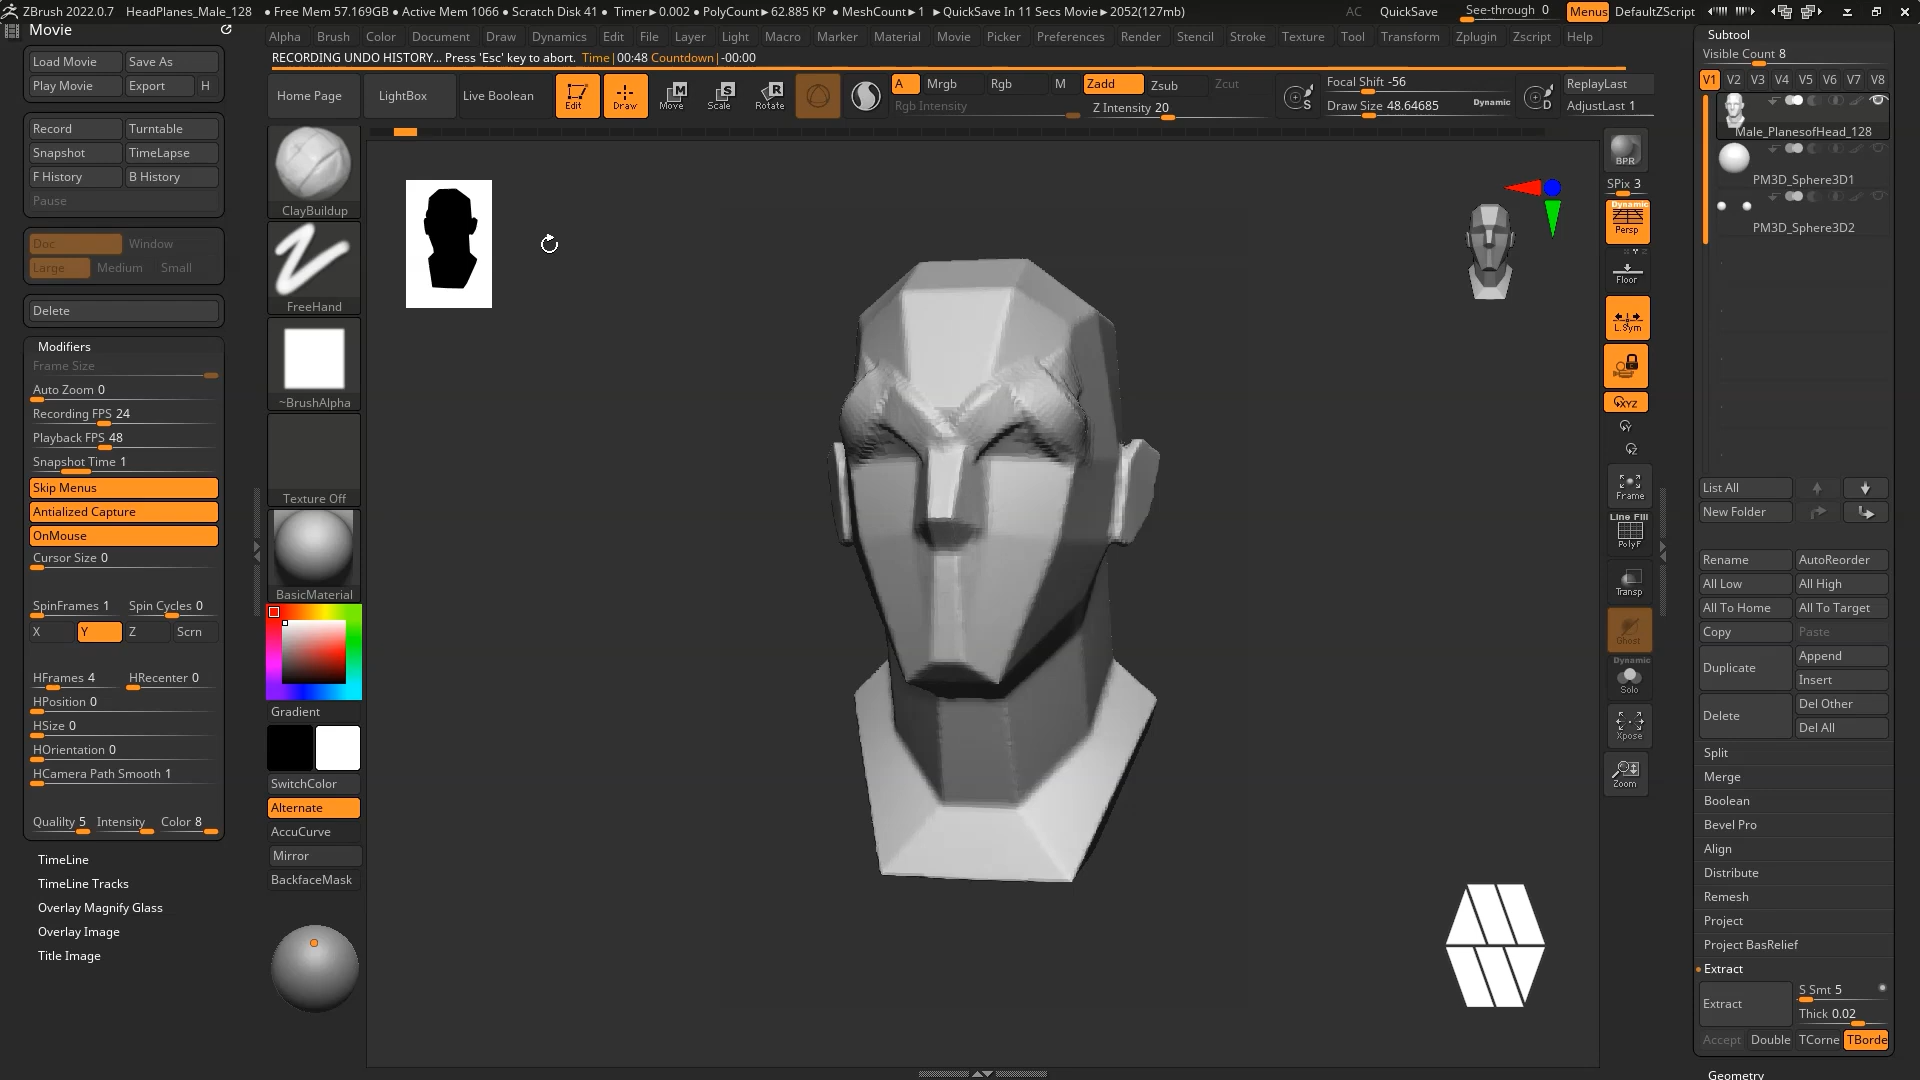 ZBrush 2022.0.7 HeadPlanes_Male_128 • Free Mem 57.169GB • Active Mem 1066 • Scratch Disk 41 • Timer►0.002 • PolyCount►62.885 KP • MeshCount►1 ►QuickSave In 11 Secs Movie►2052(127mb) AC QuickSave See-through 0 Menus DefaultZScript
Movie
Alpha Brush Color Document Draw Dynamics Edit File Layer Light Macro Marker Material Movie Picker Preferences Render Stencil Stroke Texture Tool Transform Zplugin Zscript Help
RECORDING UNDO HISTORY... Press 'Esc' key to abort. Time|00:48 Countdown|-00:00
Load Movie Save As
Play Movie Export H
Record Turntable
Snapshot TimeLapse
F History B History
Pause
Doc Window
Large Medium Small
Delete
Modifiers
Frame Size
Auto Zoom 0
Recording FPS 24
Playback FPS 48
Snapshot Time 1
Skip Menus
Antialized Capture
OnMouse
Cursor Size 0
SpinFrames 1 Spin Cycles 0
X Y Z Scrn
HFrames 4 HRecenter 0
HPosition 0
HSize 0
HOrientation 0
HCamera Path Smooth 1
Qualilty 5 Intensity Color 8
TimeLine
TimeLine Tracks
Overlay Magnify Glass
Overlay Image
Title Image
Home Page LightBox Live Boolean Edit Draw Move Scale Rotate
A Mrgb Rgb M Zadd Zsub Zcut
Rgb Intensity Z Intensity 20
Focal Shift -56
Draw Size 48.64685 Dynamic
S D
ReplayLast
AdjustLast 1
ClayBuildup
FreeHand
~BrushAlpha
Texture Off
BasicMaterial
Gradient
SwitchColor
Alternate
AccuCurve
Mirror
BackfaceMask
BPR
SPix 3
Dynamic
Persp
Floor
L.Sym
XYZ
Y
Z
Frame
Line Fill
PolyF
Transp
Ghost
Dynamic
Solo
Xpose
Zoom
Subtool
Visible Count 8
V1 V2 V3 V4 V5 V6 V7 V8
Male_PlanesofHead_128
PM3D_Sphere3D1
PM3D_Sphere3D2
List All
New Folder
Rename AutoReorder
All Low All High
All To Home All To Target
Copy Paste
Duplicate Append
Insert
Delete Del Other
Del All
Split
Merge
Boolean
Bevel Pro
Align
Distribute
Remesh
Project
Project BasRelief
Extract
Extract S Smt 5
Thick 0.02
Accept Double TCorne TBorde
Geometry